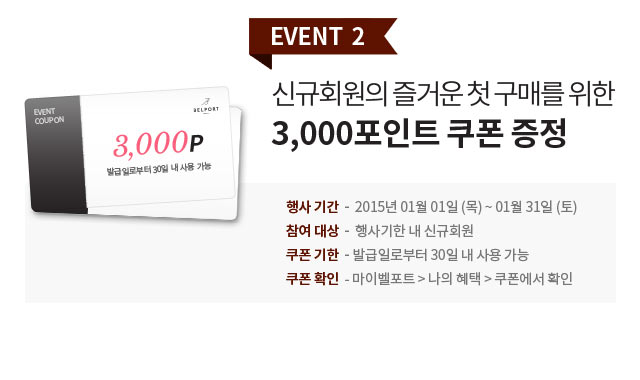 EVENT 2
신규회원의 즐거운 첫 구매를 위한
3,000포인트 쿠폰 증정
EVENT
COUPON
BELPORT
3,000P
발급일로부터 30일 내 사용 가능
행사 기간 - 2015년 01월 01일 (목) ~ 01월 31일 (토)
참여 대상 - 행사기한 내 신규회원
쿠폰 기한 - 발급일로부터 30일 내 사용 가능
쿠폰 확인 - 마이벨포트 > 나의 혜택 > 쿠폰에서 확인